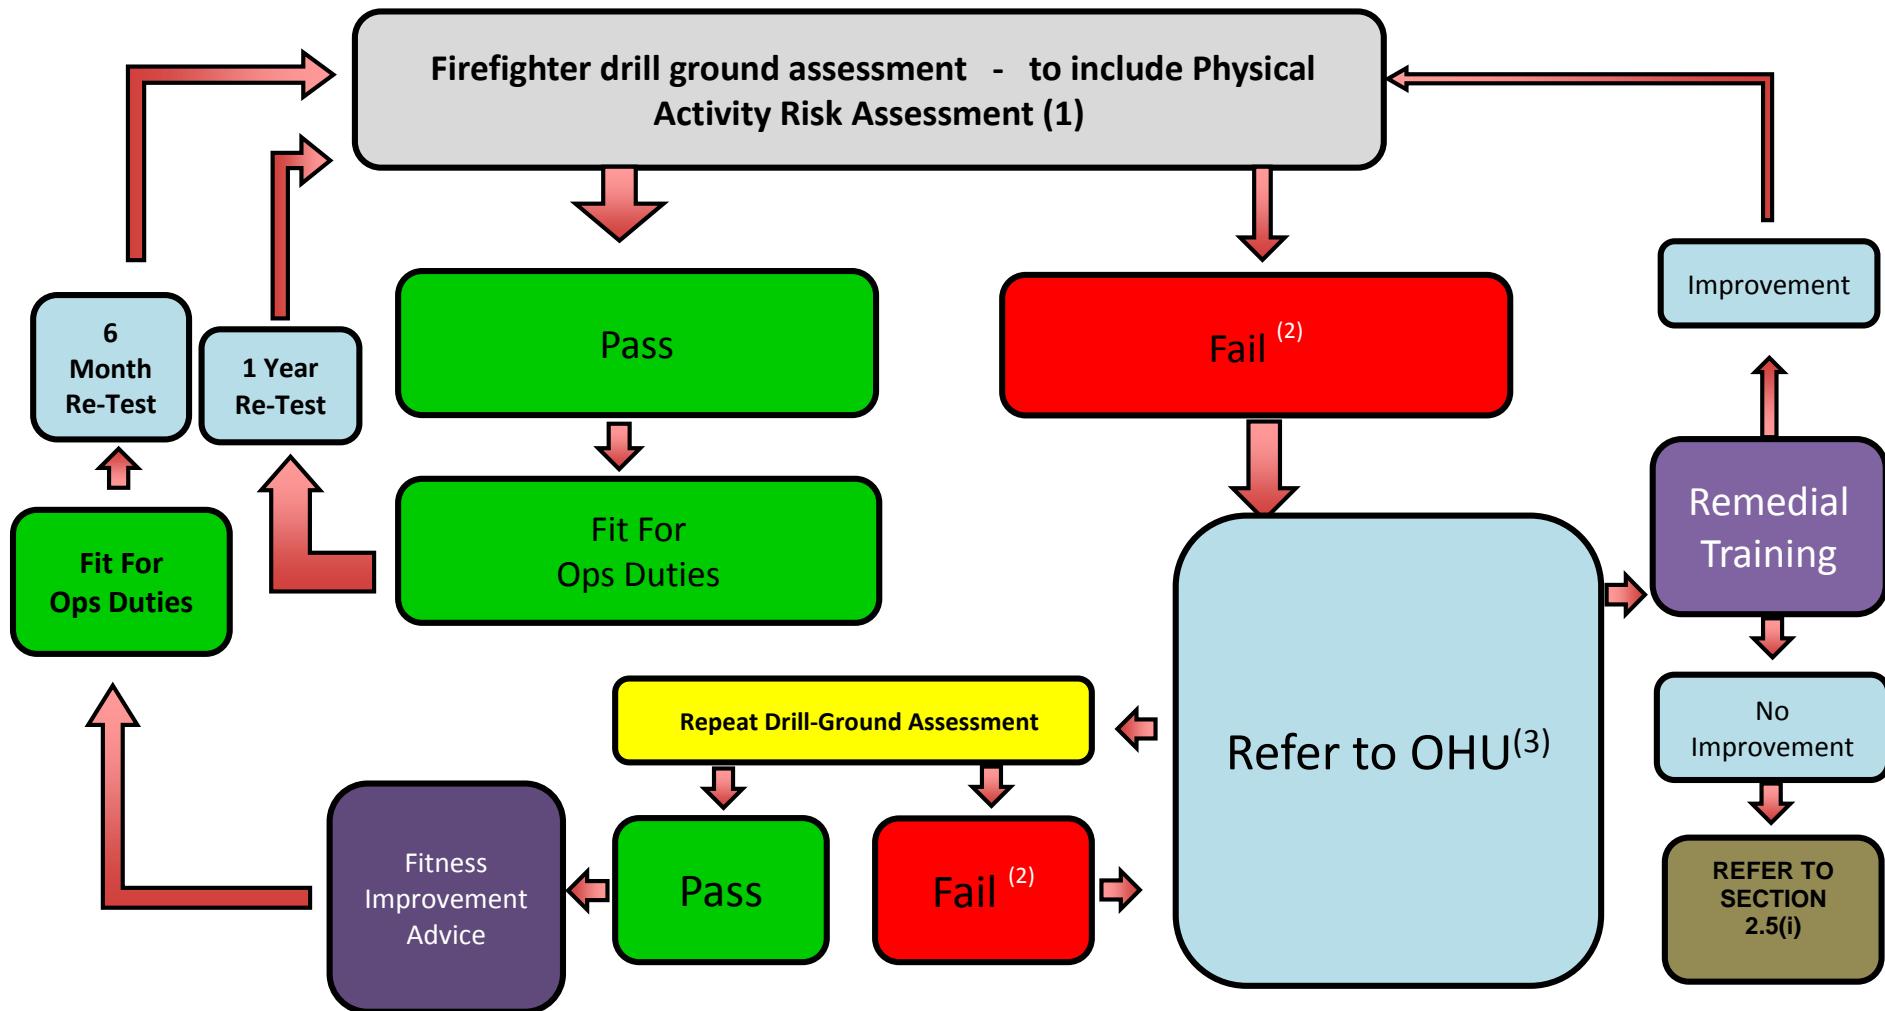 Firefighter drill ground assessment - to include Physical
Activity Risk Assessment (1)
Pass
Fail (2)
Improvement
6
Month
Re-Test
1 Year
Re-Test
Fit For
Ops Duties
Fit For
Ops Duties
Remedial
Training
Repeat Drill-Ground Assessment
Refer to OHU(3)
No
Improvement
Fitness
Improvement
Advice
Pass
Fail (2)
REFER TO
SECTION
2.5(i)